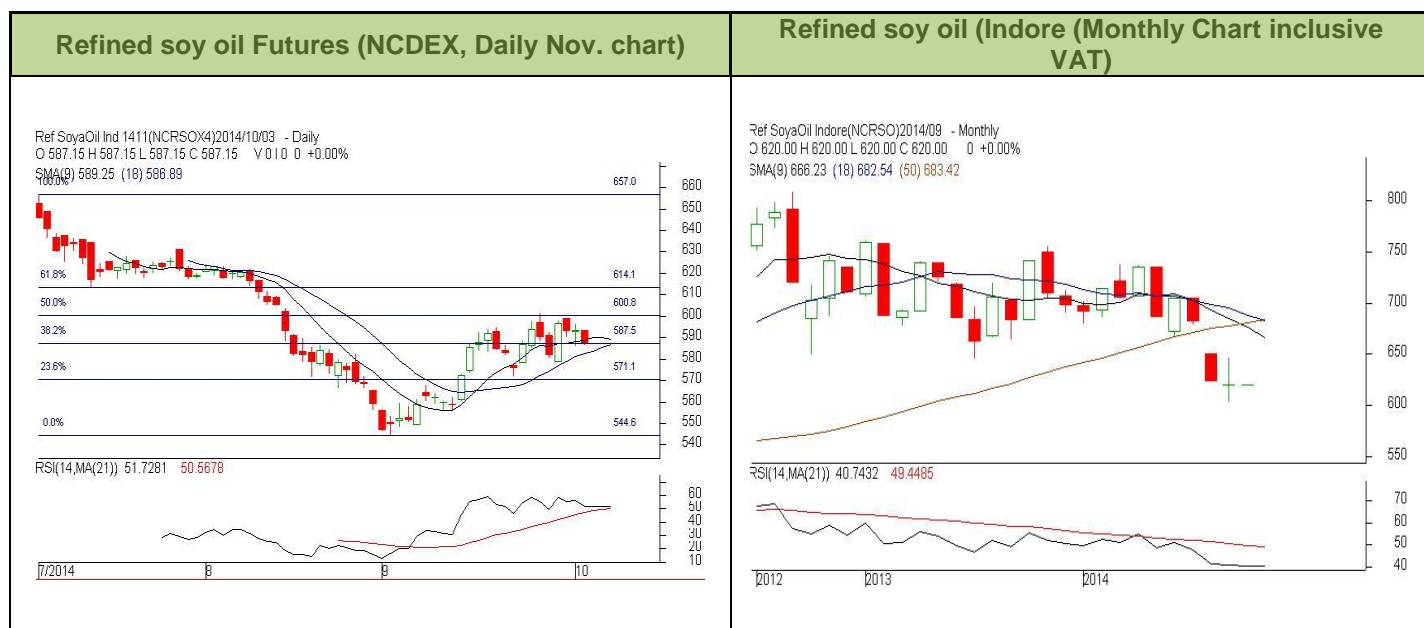 Refined soy oil Futures (NCDEX, Daily Nov. chart)
Refined soy oil (Indore (Monthly Chart inclusive
VAT)
Ref SoyaOil Ind 1411(NCRSOX4)2014/10/03 - Daily
O 587.15 H 587.15 L 587.15 C 587.15 V 0 I 0 0 +0.00%
SMA(9) 589.25 (18) 586.89
100.0% 657.0
61.8% 614.1
50.0% 600.8
38.2% 587.5
23.6% 571.1
0.0% 544.6
660
650
640
630
620
610
600
590
580
570
560
550
540
RSI(14,MA(21)) 51.7281 50.5678
60
50
40
30
20
10
7/2014 8 9 10
Ref SoyaOil Indore(NCRSO)2014/09 - Monthly
O 620.00 H 620.00 L 620.00 C 620.00 0 +0.00%
SMA(9) 666.23 (18) 682.54 (50) 683.42
800
750
700
650
600
550
RSI(14,MA(21)) 40.7432 49.4485
70
60
50
40
2012 2013 2014